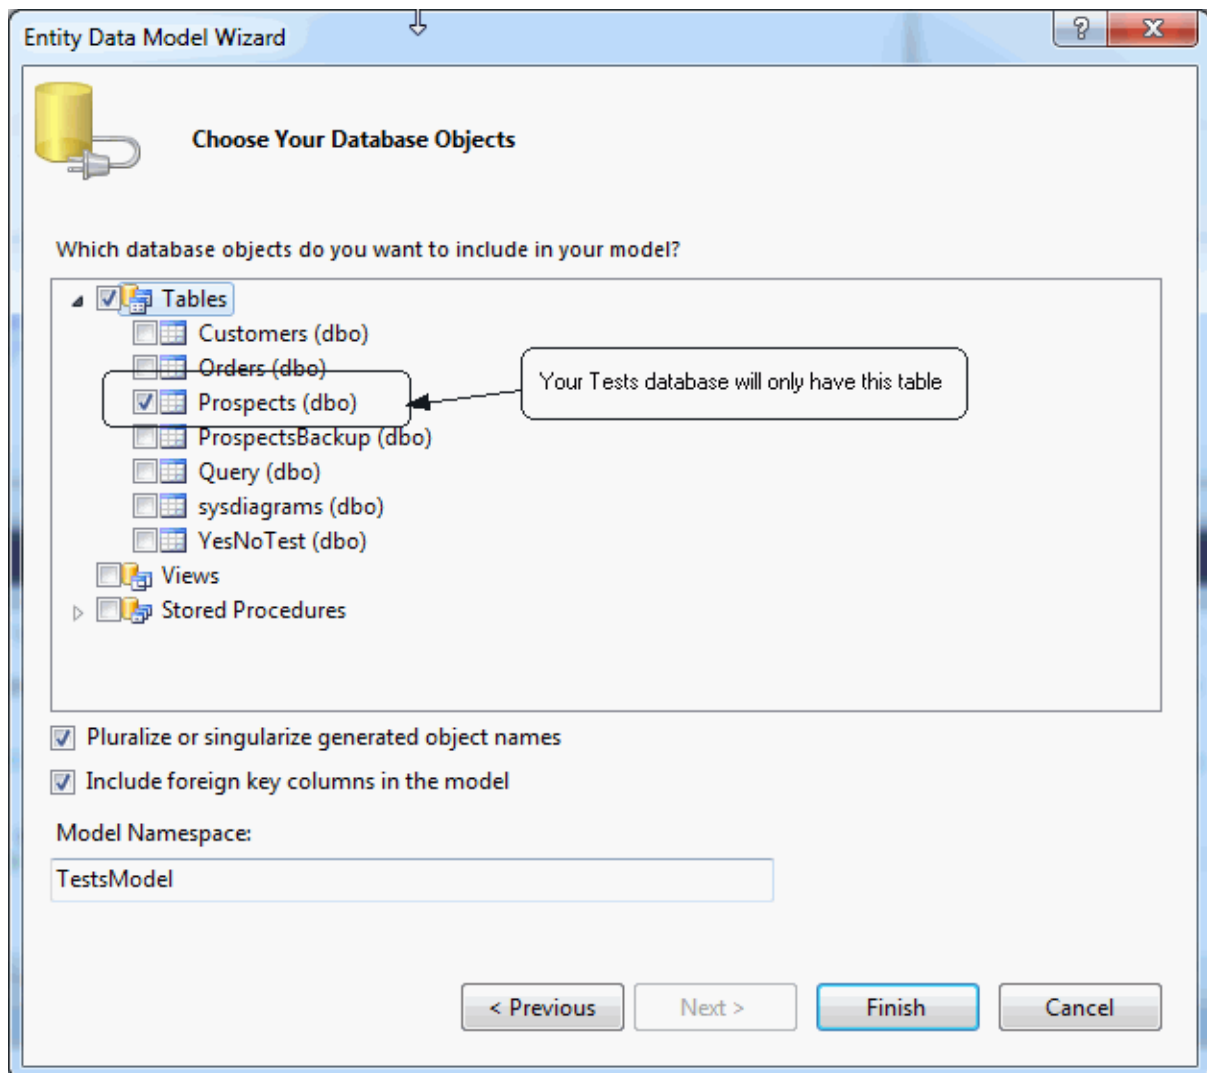 Entity Data Model Wizard
Choose Your Database Objects
Which database objects do you want to include in your model?
Tables
Customers (dbo)
Orders (dbo)
Prospects (dbo)
Your Tests database will only have this table
ProspectsBackup (dbo)
Query (dbo)
sysdiagrams (dbo)
YesNoTest (dbo)
Views
Stored Procedures
Pluralize or singularize generated object names
Include foreign key columns in the model
Model Namespace:
TestsModel
< Previous
Next >
Finish
Cancel